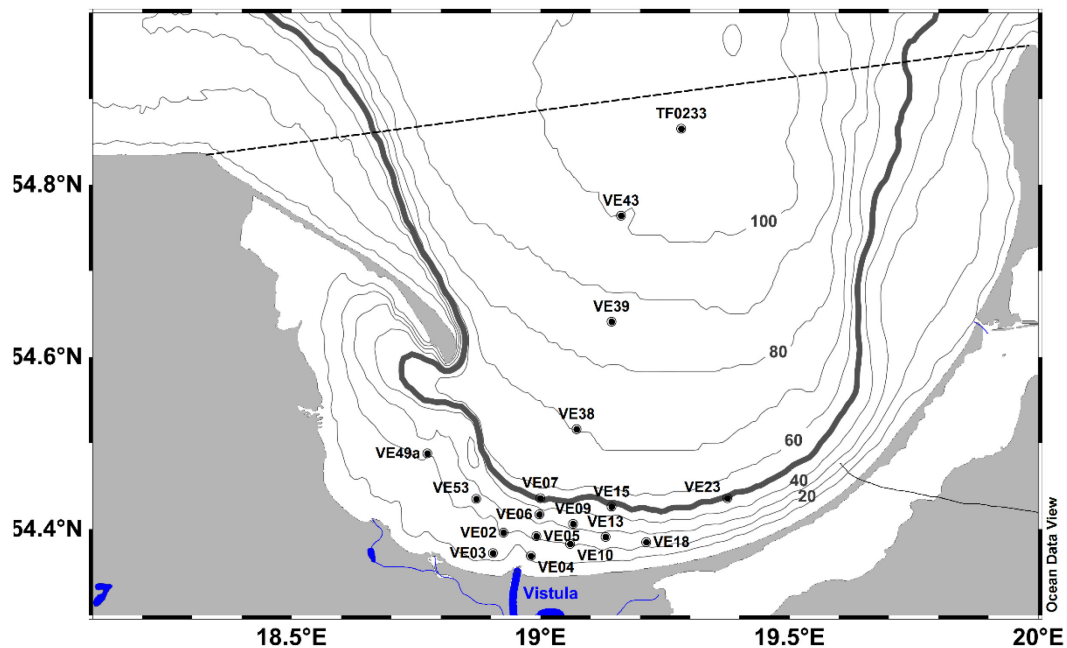 TF0233
54.8°N
VE43
100
VE39
80
54.6°N
VE38
60
VE49a
40
VE53
VE07
VE15
VE23
20
VE09
VE06
VE13
VE02
VE05
54.4°N
VE18
VE03
VE10
VE04
Vistula
Ocean Data View
18.5°E
19°E
19.5°E
20°E